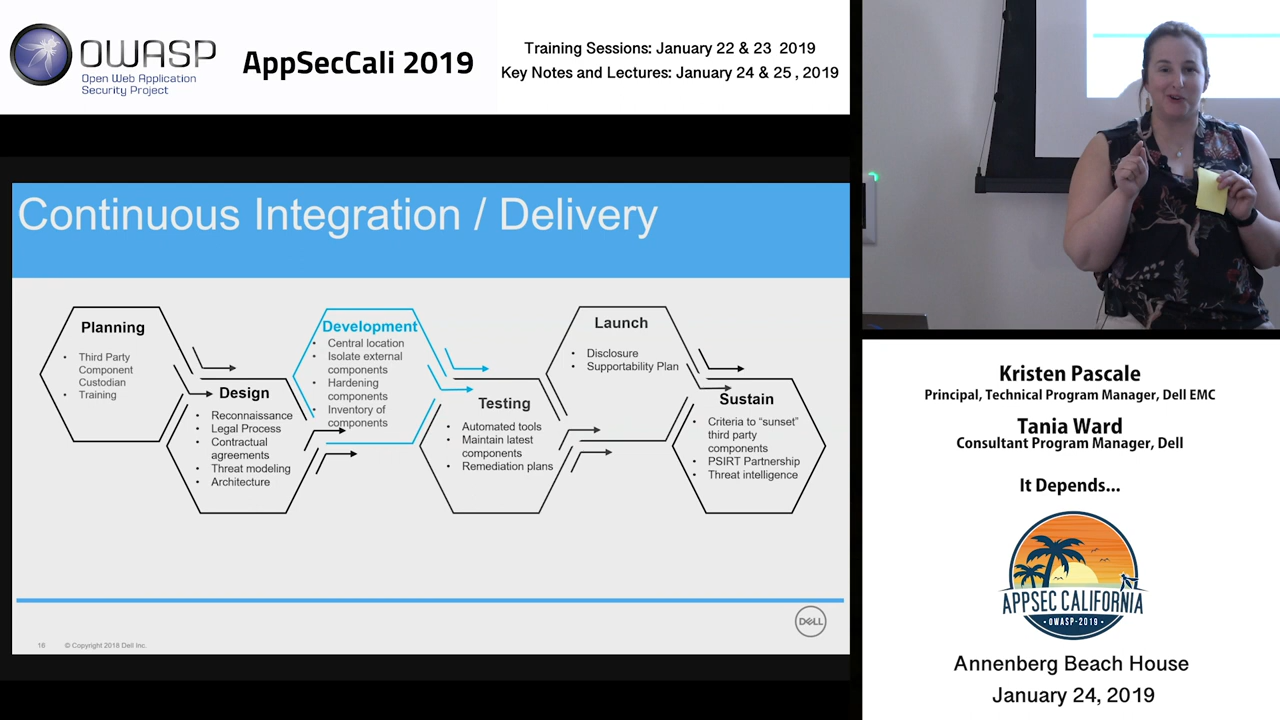 OWASP
Open Web Application
Security Project
AppSecCali 2019
Training Sessions: January 22 & 23 2019
Key Notes and Lectures: January 24 & 25 , 2019
Continuous Integration / Delivery
Planning
• Third Party
Component
Custodian
• Training
Design
• Reconnaissance
• Legal Process
• Contractual
agreements
• Threat modeling
• Architecture
Development
• Central location
• Isolate external
components
• Hardening
components
• Inventory of
components
Testing
• Automated tools
• Maintain latest
components
• Remediation plans
Launch
• Disclosure
• Supportability Plan
Sustain
• Criteria to “sunset”
third party
components
• PSIRT Partnership
• Threat intelligence
DELL
16 © Copyright 2018 Dell Inc.
Kristen Pascale
Principal, Technical Program Manager, Dell EMC
Tania Ward
Consultant Program Manager, Dell
It Depends...
APPSEC CALIFORNIA
• OWASP-2019 •
Annenberg Beach House
January 24, 2019